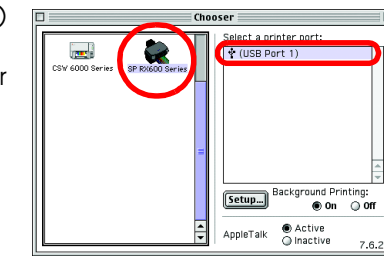 )
r
Chooser
Select a printer port:
(USB Port 1)
CSW 6000 Series
SP RX600 Series
Setup...
Background Printing:
On
Off
AppleTalk
Active
Inactive
7.6.2